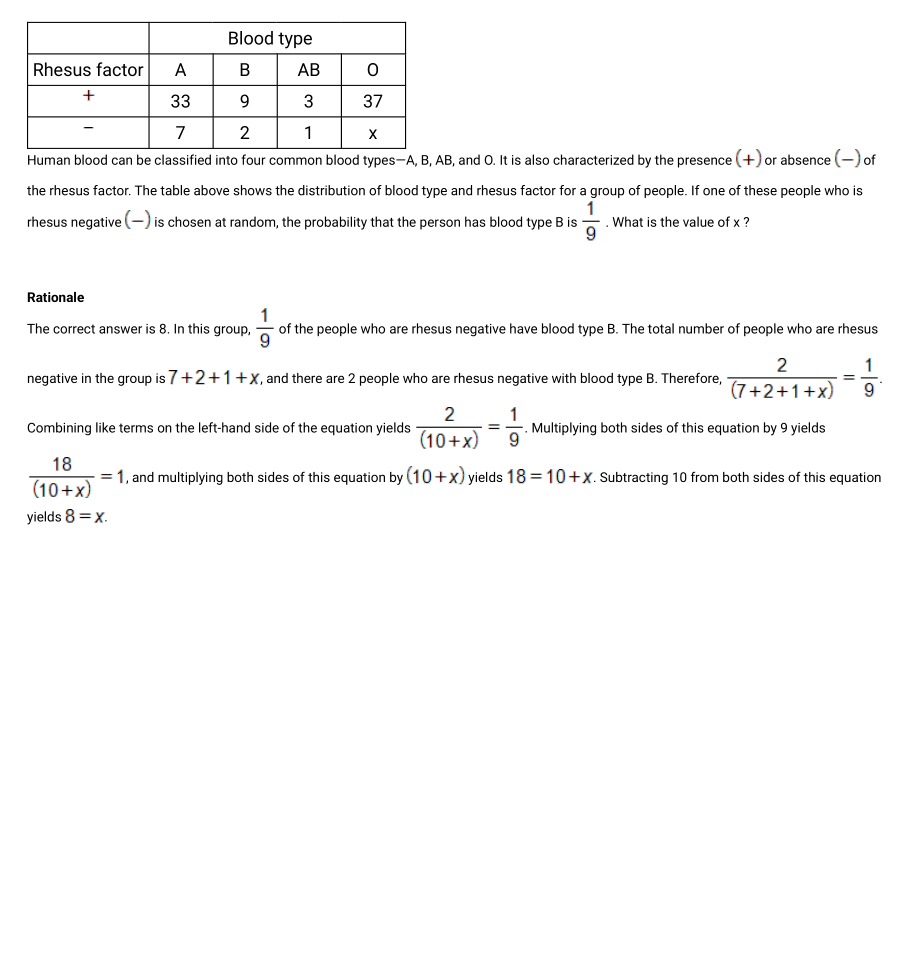 Blood type
Rhesus factor A B AB O
+ 33 9 3 37
− 7 2 1 x
Human blood can be classified into four common blood types—A, B, AB, and O. It is also characterized by the presence (+) or absence (−) of
the rhesus factor. The table above shows the distribution of blood type and rhesus factor for a group of people. If one of these people who is
rhesus negative (−) is chosen at random, the probability that the person has blood type B is 1/9 . What is the value of x ?
Rationale
The correct answer is 8. In this group, 1/9 of the people who are rhesus negative have blood type B. The total number of people who are rhesus
negative in the group is 7+2+1+x, and there are 2 people who are rhesus negative with blood type B. Therefore, 2/(7+2+1+x) = 1/9.
Combining like terms on the left-hand side of the equation yields 2/(10+x) = 1/9. Multiplying both sides of this equation by 9 yields
18/(10+x) = 1, and multiplying both sides of this equation by (10+x) yields 18=10+x. Subtracting 10 from both sides of this equation
yields 8=x.